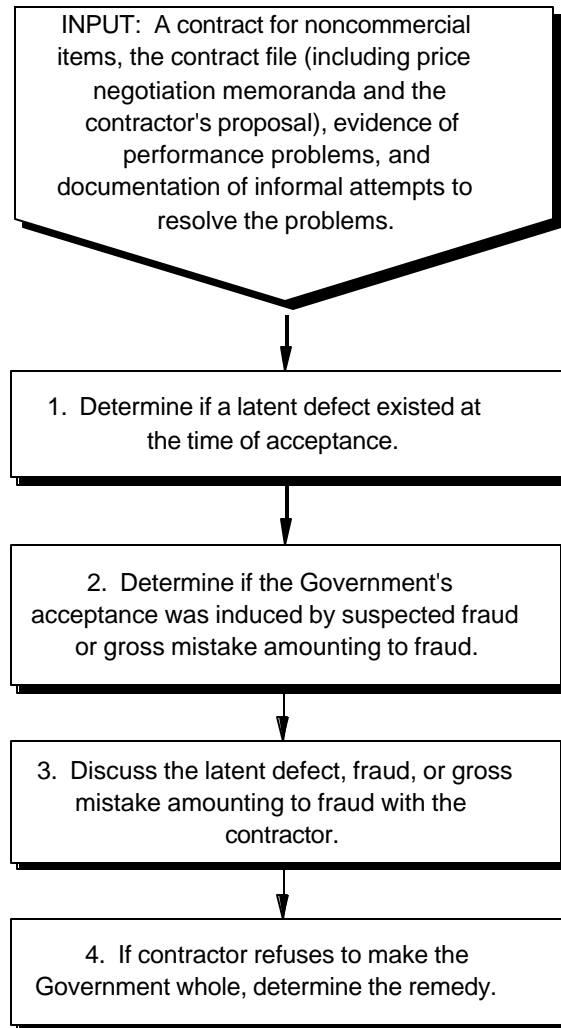 INPUT:  A contract for noncommercial
items, the contract file (including price
negotiation memoranda and the
contractor's proposal), evidence of
performance problems, and
documentation of informal attempts to
resolve the problems.
1.  Determine if a latent defect existed at
the time of acceptance.
2.  Determine if the Government's
acceptance was induced by suspected fraud
or gross mistake amounting to fraud.
3.  Discuss the latent defect, fraud, or gross
mistake amounting to fraud with the
contractor.
4.  If contractor refuses to make the
Government whole, determine the remedy.